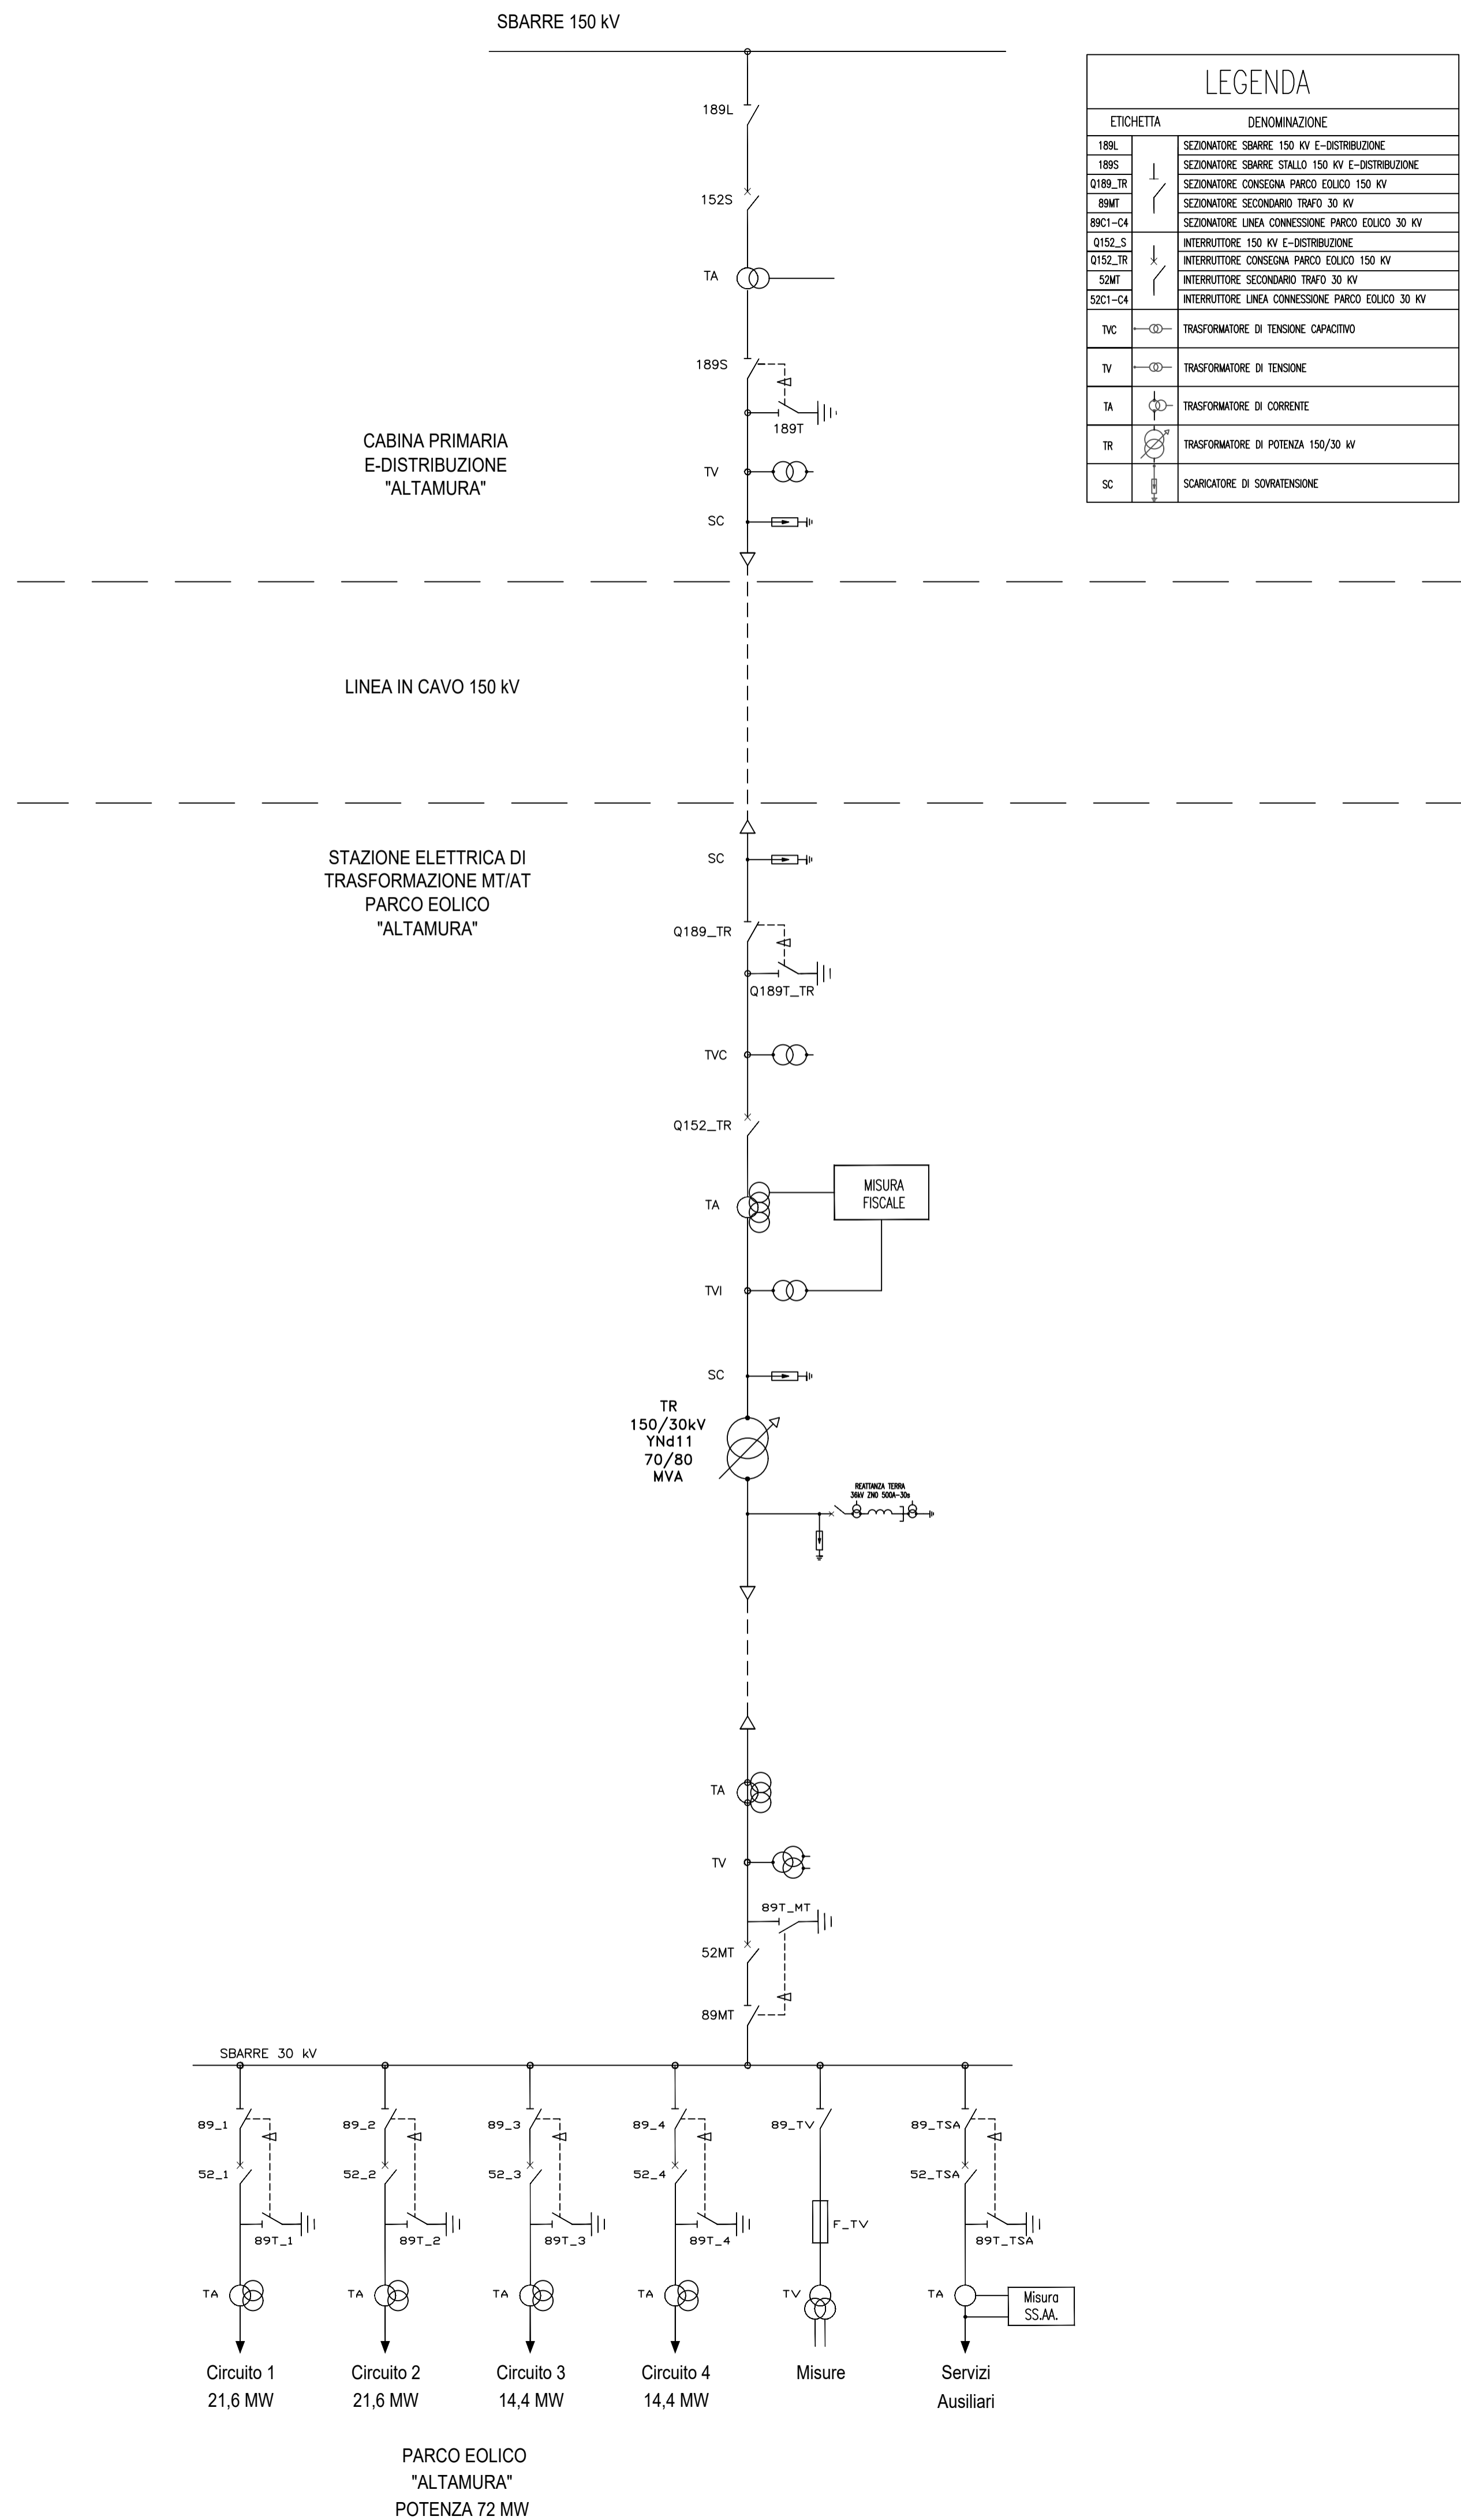 SBARRE 150 kV
LEGENDA
ETICHETTA DENOMINAZIONE
189L SEZIONATORE SBARRE 150 KV E-DISTRIBUZIONE
189S SEZIONATORE SBARRE STALLO 150 KV E-DISTRIBUZIONE
Q189_TR SEZIONATORE CONSEGNA PARCO EOLICO 150 KV
89MT SEZIONATORE SECONDARIO TRAFO 30 KV
89C1-C4 SEZIONATORE LINEA CONNESSIONE PARCO EOLICO 30 KV
Q152_S INTERRUTTORE 150 KV E-DISTRIBUZIONE
Q152_TR INTERRUTTORE CONSEGNA PARCO EOLICO 150 KV
52MT INTERRUTTORE SECONDARIO TRAFO 30 KV
52C1-C4 INTERRUTTORE LINEA CONNESSIONE PARCO EOLICO 30 KV
TVC TRASFORMATORE DI TENSIONE CAPACITIVO
TV TRASFORMATORE DI TENSIONE
TA TRASFORMATORE DI CORRENTE
TR TRASFORMATORE DI POTENZA 150/30 kV
SC SCARICATORE DI SOVRATENSIONE
189L
152S
TA
189S
189T
CABINA PRIMARIA
E-DISTRIBUZIONE
"ALTAMURA"
TV
SC
LINEA IN CAVO 150 kV
STAZIONE ELETTRICA DI
TRASFORMAZIONE MT/AT
PARCO EOLICO
"ALTAMURA"
SC
Q189_TR
Q189T_TR
TVC
Q152_TR
MISURA
FISCALE
TA
TVI
SC
TR
150/30kV
YNd11
70/80
MVA
REATTANZA TERRA
36kV ZNO 500A-30s
TA
TV
89T_MT
52MT
89MT
SBARRE 30 kV
89_1 89_2 89_3 89_4 89_TV 89_TSA
52_1 52_2 52_3 52_4 52_TSA
F_TV
89T_1 89T_2 89T_3 89T_4 89T_TSA
TA TA TA TA TV TA
Misura
SS.AA.
Circuito 1 Circuito 2 Circuito 3 Circuito 4 Misure Servizi
21,6 MW 21,6 MW 14,4 MW 14,4 MW Ausiliari
PARCO EOLICO
"ALTAMURA"
POTENZA 72 MW